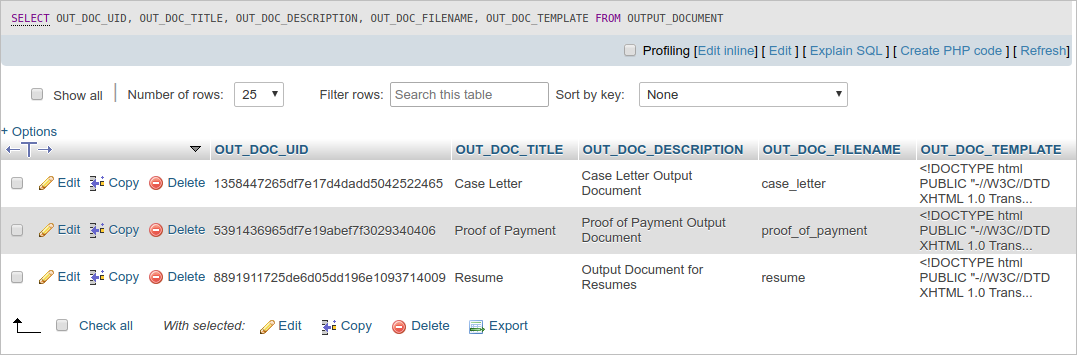 SELECT OUT_DOC_UID, OUT_DOC_TITLE, OUT_DOC_DESCRIPTION, OUT_DOC_FILENAME, OUT_DOC_TEMPLATE FROM OUTPUT_DOCUMENT
Profiling [Edit inline] [ Edit ] [ Explain SQL ] [ Create PHP code ] [ Refresh]
Show all | Number of rows: 25 Filter rows: Search this table Sort by key: None
+ Options
OUT_DOC_UID OUT_DOC_TITLE OUT_DOC_DESCRIPTION OUT_DOC_FILENAME OUT_DOC_TEMPLATE
Edit Copy Delete 1358447265df7e17d4dadd5042522465 Case Letter Case Letter Output Document case_letter <!DOCTYPE html PUBLIC "-//W3C//DTD XHTML 1.0 Trans...
Edit Copy Delete 5391436965df7e19abef7f3029340406 Proof of Payment Proof of Payment Output Document proof_of_payment <!DOCTYPE html PUBLIC "-//W3C//DTD XHTML 1.0 Trans...
Edit Copy Delete 8891911725de6d05dd196e1093714009 Resume Output Document for Resumes resume <!DOCTYPE html PUBLIC "-//W3C//DTD XHTML 1.0 Trans...
Check all With selected: Edit Copy Delete Export